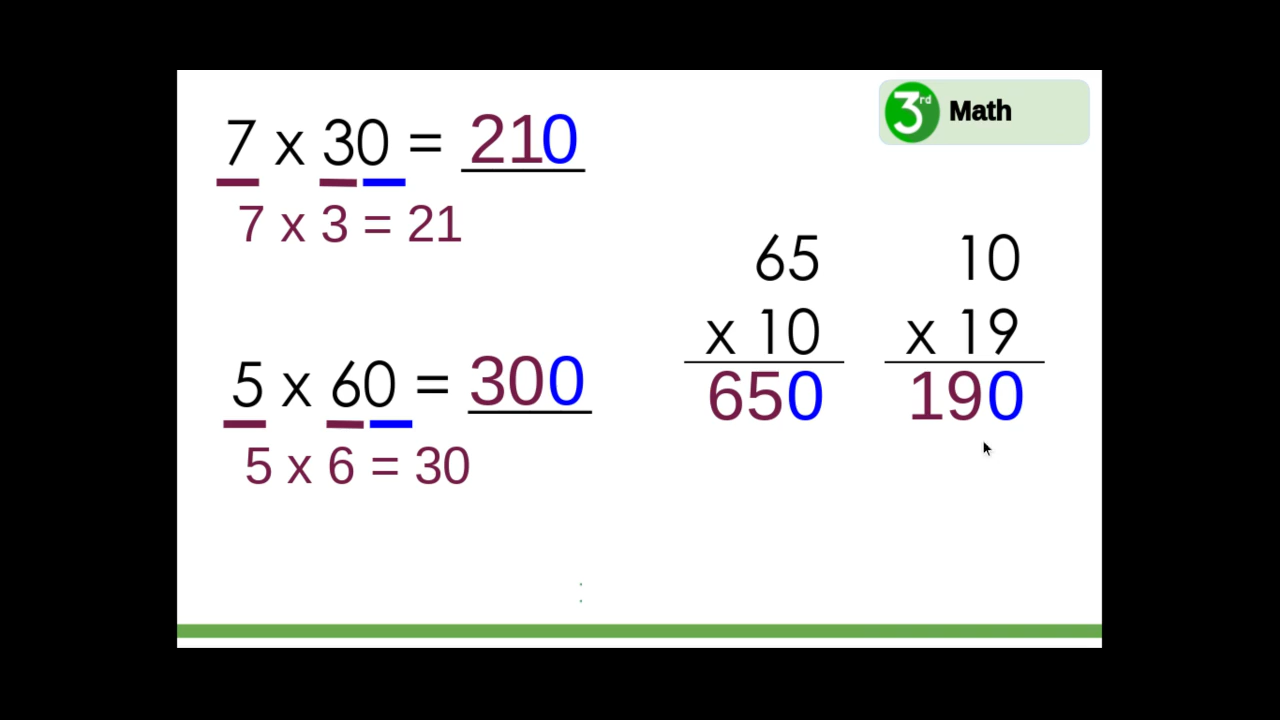 3rd Math
7 x 30 = 210
7 x 3 = 21
5 x 60 = 300
5 x 6 = 30
65
x 10
650
10
x 19
190